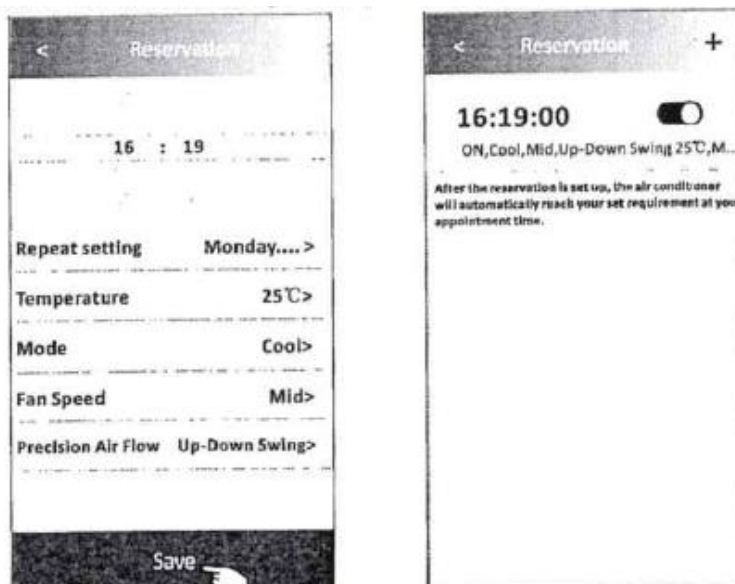 < Reservation
16 : 19
Repeat setting Monday....>
Temperature 25℃>
Mode Cool>
Fan Speed Mid>
Precision Air Flow Up-Down Swing>
Save
< Reservation +
16:19:00
ON,Cool,Mid,Up-Down Swing 25℃,M...
After the reservation is set up, the air conditioner
will automatically reach your set requirement at you
appointment time.